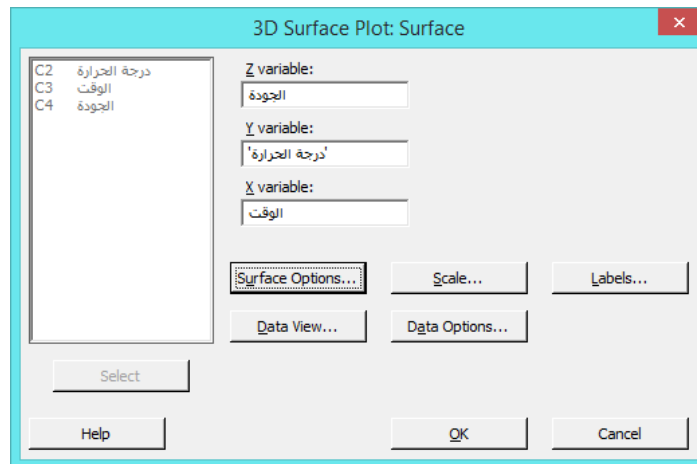 3D Surface Plot: Surface
C2 درجة الحرارة
C3 الوقت
C4 الجودة
Z variable:
الجودة
Y variable:
'درجة الحرارة'
X variable:
الوقت
Surface Options...
Scale...
Labels...
Data View...
Data Options...
Select
Help
OK
Cancel